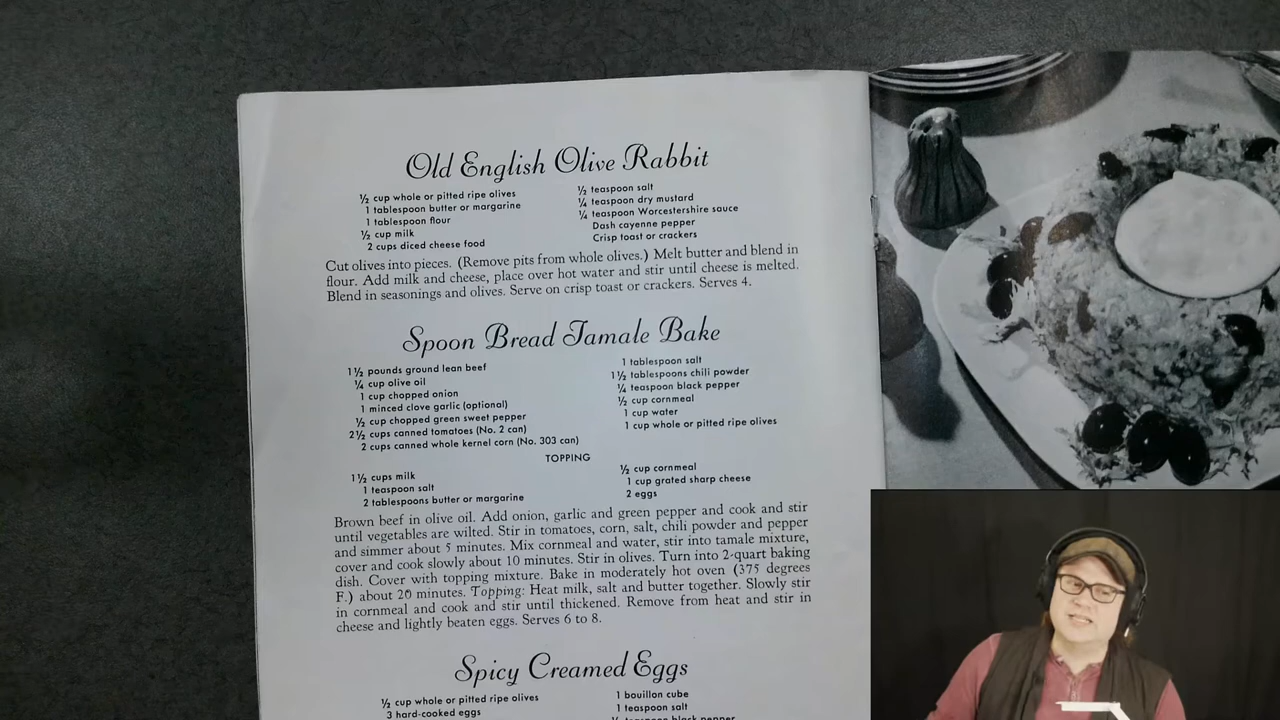 Old English Olive Rabbit
½ cup whole or pitted ripe olives
1 tablespoon butter or margarine
1 tablespoon flour
½ cup milk
2 cups diced cheese food
½ teaspoon salt
¼ teaspoon dry mustard
¼ teaspoon Worcestershire sauce
Dash cayenne pepper
Crisp toast or crackers
Cut olives into pieces. (Remove pits from whole olives.) Melt butter and blend in
flour. Add milk and cheese, place over hot water and stir until cheese is melted.
Blend in seasonings and olives. Serve on crisp toast or crackers. Serves 4.
Spoon Bread Tamale Bake
1½ pounds ground lean beef
¼ cup olive oil
1 cup chopped onion
1 minced clove garlic (optional)
½ cup chopped green sweet pepper
2½ cups canned tomatoes (No. 2 can)
2 cups canned whole kernel corn (No. 303 can)
1 tablespoon salt
1½ tablespoons chili powder
¼ teaspoon black pepper
½ cup cornmeal
1 cup water
1 cup whole or pitted ripe olives
TOPPING
1½ cups milk
1 teaspoon salt
2 tablespoons butter or margarine
½ cup cornmeal
1 cup grated sharp cheese
2 eggs
Brown beef in olive oil. Add onion, garlic and green pepper and cook and stir
until vegetables are wilted. Stir in tomatoes, corn, salt, chili powder and pepper
and simmer about 5 minutes. Mix cornmeal and water, stir into tamale mixture,
cover and cook slowly about 10 minutes. Stir in olives. Turn into 2-quart baking
dish. Cover with topping mixture. Bake in moderately hot oven (375 degrees
F.) about 20 minutes. Topping: Heat milk, salt and butter together. Slowly stir
in cornmeal and cook and stir until thickened. Remove from heat and stir in
cheese and lightly beaten eggs. Serves 6 to 8.
Spicy Creamed Eggs
½ cup whole or pitted ripe olives
3 hard-cooked eggs
1 bouillon cube
1 teaspoon salt
teaspoon black pepper